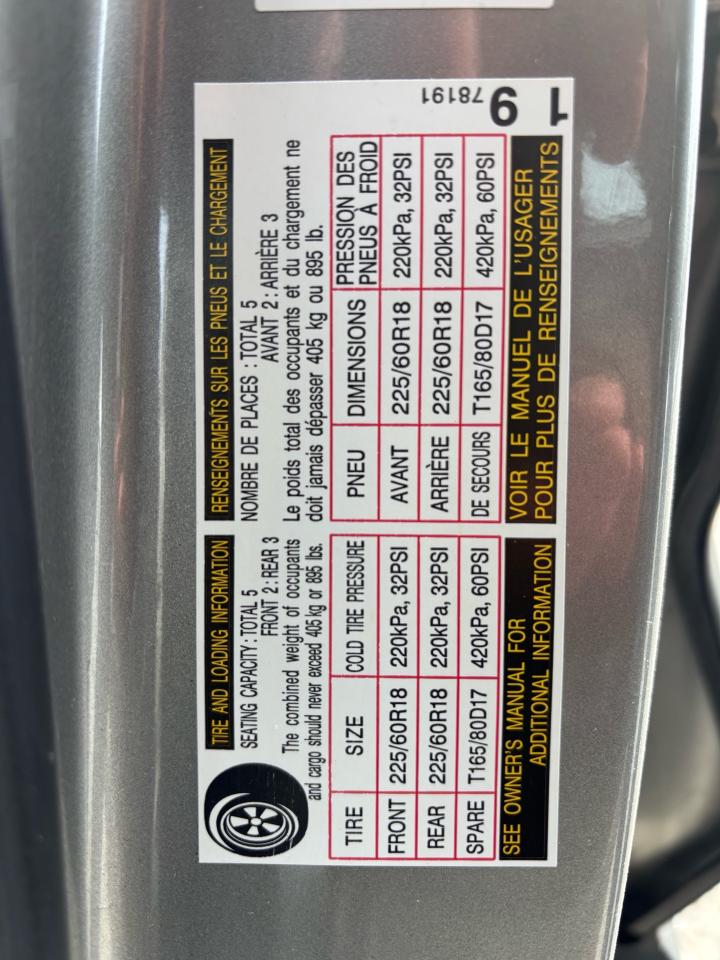 TIRE AND LOADING INFORMATION
SEATING CAPACITY : TOTAL 5
FRONT 2 : REAR 3
The combined weight of occupants
and cargo should never exceed 405 kg or 895 lbs.
TIRE SIZE COLD TIRE PRESSURE
FRONT 225/60R18 220kPa, 32PSI
REAR 225/60R18 220kPa, 32PSI
SPARE T165/80D17 420kPa, 60PSI
SEE OWNER'S MANUAL FOR
ADDITIONAL INFORMATION
RENSEIGNEMENTS SUR LES PNEUS ET LE CHARGEMENT
NOMBRE DE PLACES : TOTAL 5
AVANT 2 : ARRIÈRE 3
Le poids total des occupants et du chargement ne
doit jamais dépasser 405 kg ou 895 lb.
PNEU DIMENSIONS PRESSION DES
PNEUS À FROID
AVANT 225/60R18 220kPa, 32PSI
ARRIÈRE 225/60R18 220kPa, 32PSI
DE SECOURS T165/80D17 420kPa, 60PSI
VOIR LE MANUEL DE L'USAGER
POUR PLUS DE RENSEIGNEMENTS
78191